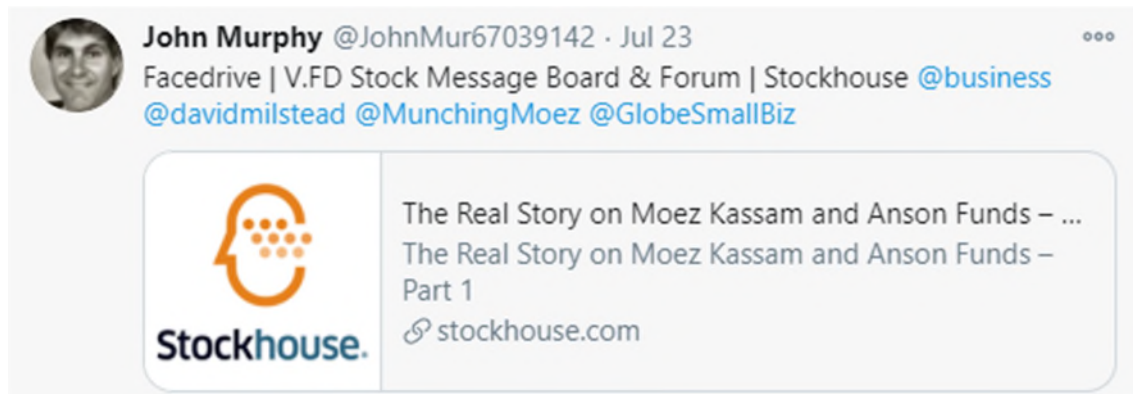 John Murphy @JohnMur67039142 · Jul 23
Facedrive | V.FD Stock Message Board & Forum | Stockhouse @business
@davidmilstead @MunchingMoez @GlobeSmallBiz
The Real Story on Moez Kassam and Anson Funds – ...
The Real Story on Moez Kassam and Anson Funds –
Part 1
stockhouse.com
Stockhouse.